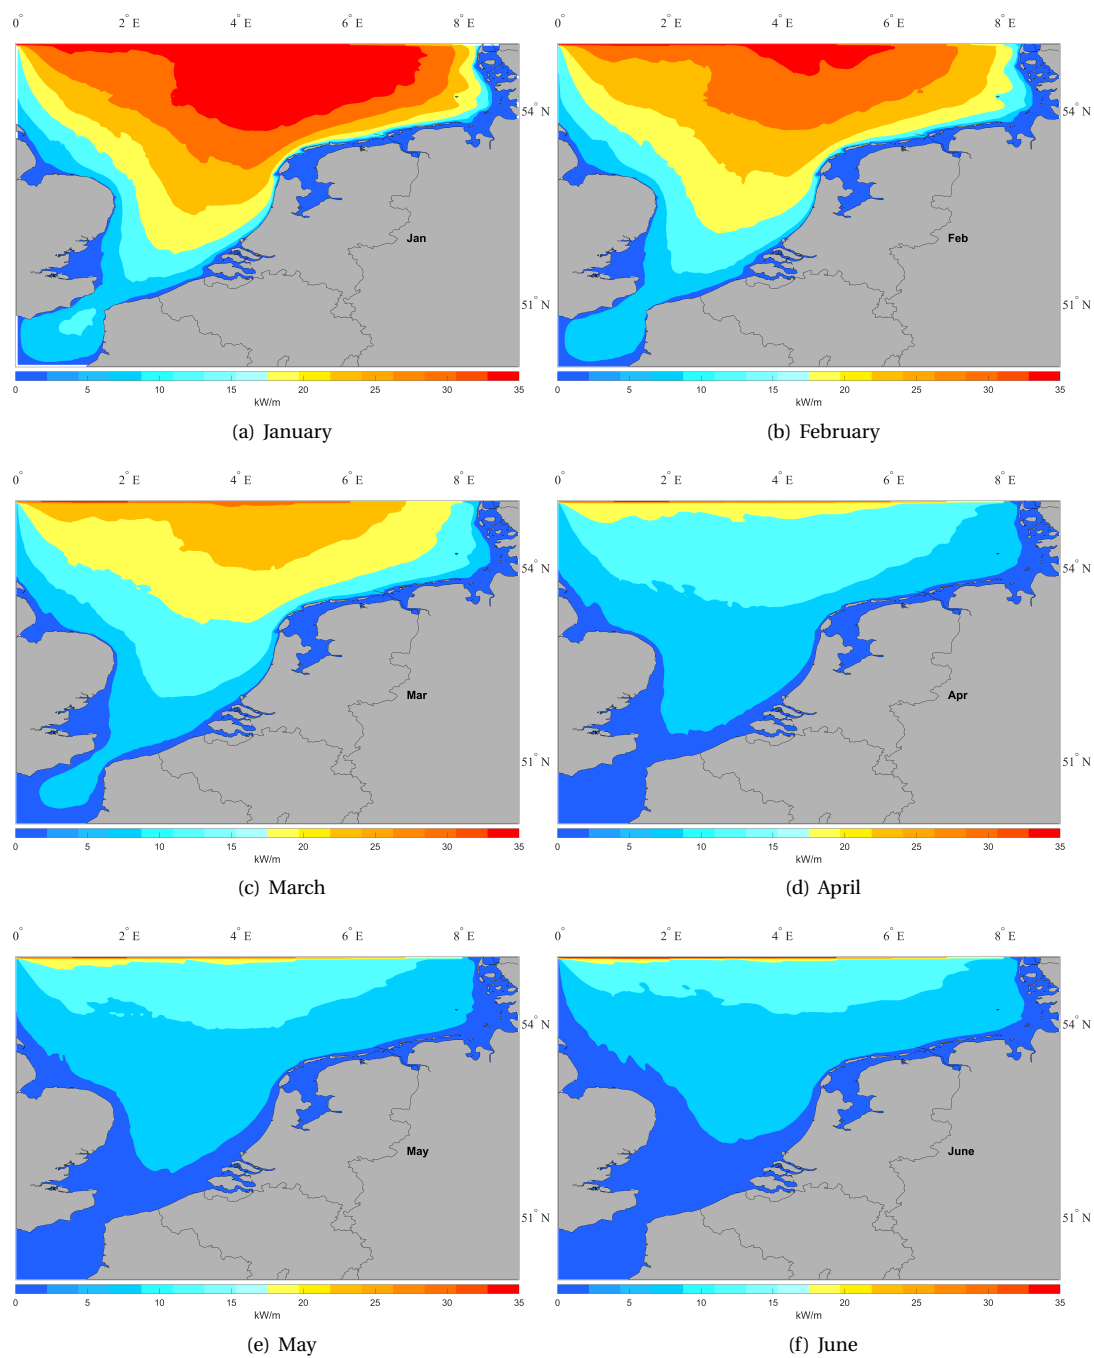 0° 2° E 4° E 6° E 8° E 0° 2° E 4° E 6° E 8° E
54° N 54° N
Jan Feb
51° N 51° N
0 5 10 15 20 25 30 35 0 5 10 15 20 25 30 35
kW/m kW/m
(a) January (b) February
0° 2° E 4° E 6° E 8° E 0° 2° E 4° E 6° E 8° E
54° N 54° N
Mar Apr
51° N 51° N
0 5 10 15 20 25 30 35 0 5 10 15 20 25 30 35
kW/m kW/m
(c) March (d) April
0° 2° E 4° E 6° E 8° E 0° 2° E 4° E 6° E 8° E
54° N 54° N
May June
51° N 51° N
0 5 10 15 20 25 30 35 0 5 10 15 20 25 30 35
kW/m kW/m
(e) May (f) June